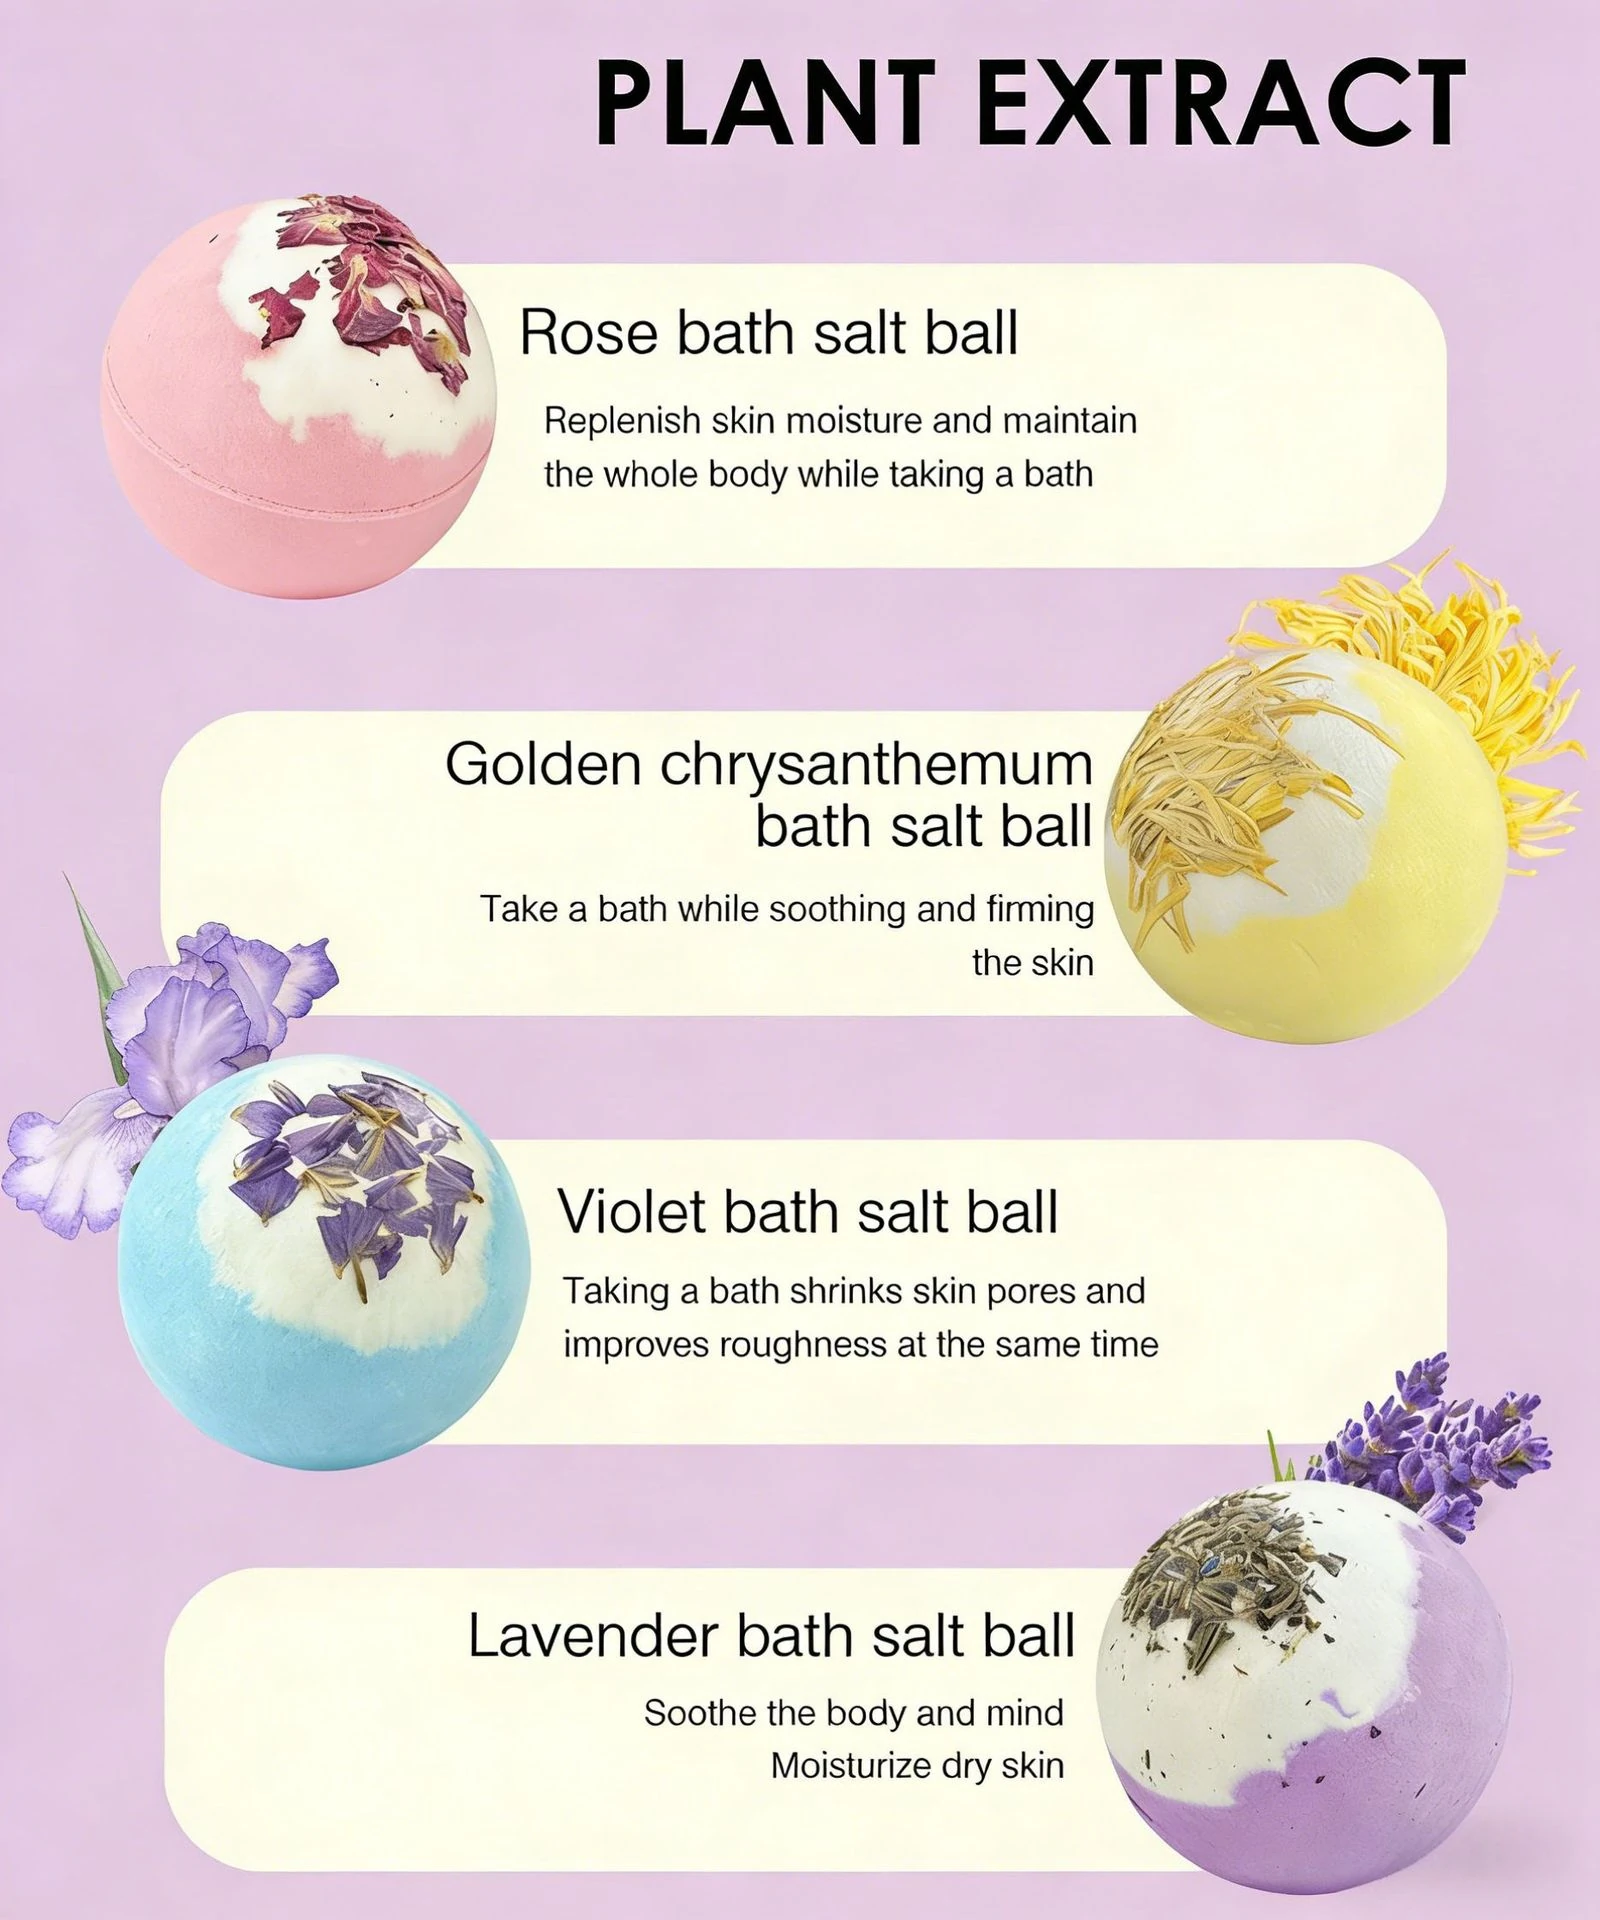 PLANT EXTRACT
Rose bath salt ball
Replenish skin moisture and maintain
the whole body while taking a bath
Golden chrysanthemum
bath salt ball
Take a bath while soothing and firming
the skin
Violet bath salt ball
Taking a bath shrinks skin pores and
improves roughness at the same time
Lavender bath salt ball
Soothe the body and mind
Moisturize dry skin